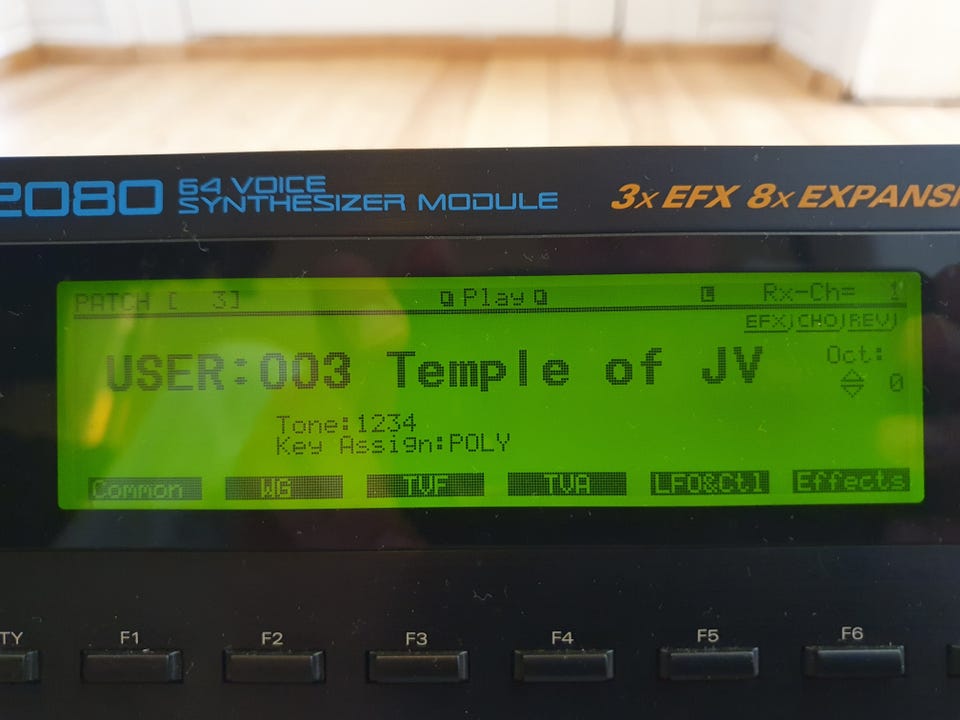 2080 64 VOICE
SYNTHESIZER MODULE
3x EFX 8x EXPANSI
PATCH [ 3] Play L Rx-Ch= 1
EFX CHO REV
USER:003 Temple of JV
Oct:
0
Tone:1234
Key Assign:POLY
Common WG TVF TVA LFO&Ctl Effects
TY F1 F2 F3 F4 F5 F6